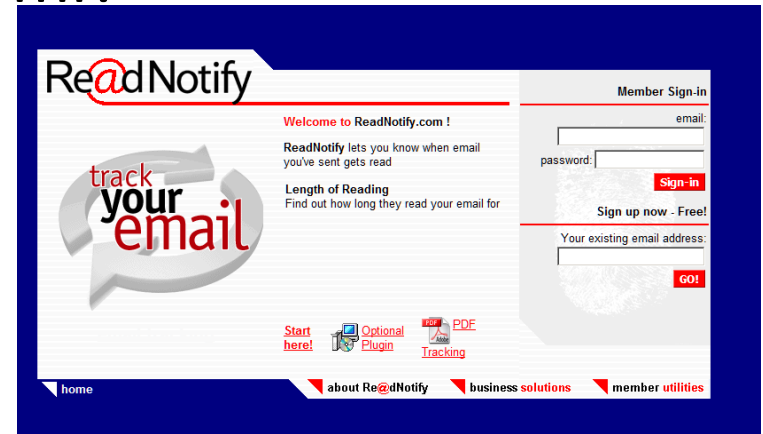 Re@dNotify
Member Sign-in
Welcome to ReadNotify.com !
email:
ReadNotify lets you know when email
you've sent gets read
password:
track
your
email
Length of Reading
Find out how long they read your email for
Sign-in
Sign up now - Free!
Your existing email address:
GO!
Start
here!
Optional
Plugin
PDF
Adobe
PDF
Tracking
home
about Re@dNotify
business solutions
member utilities